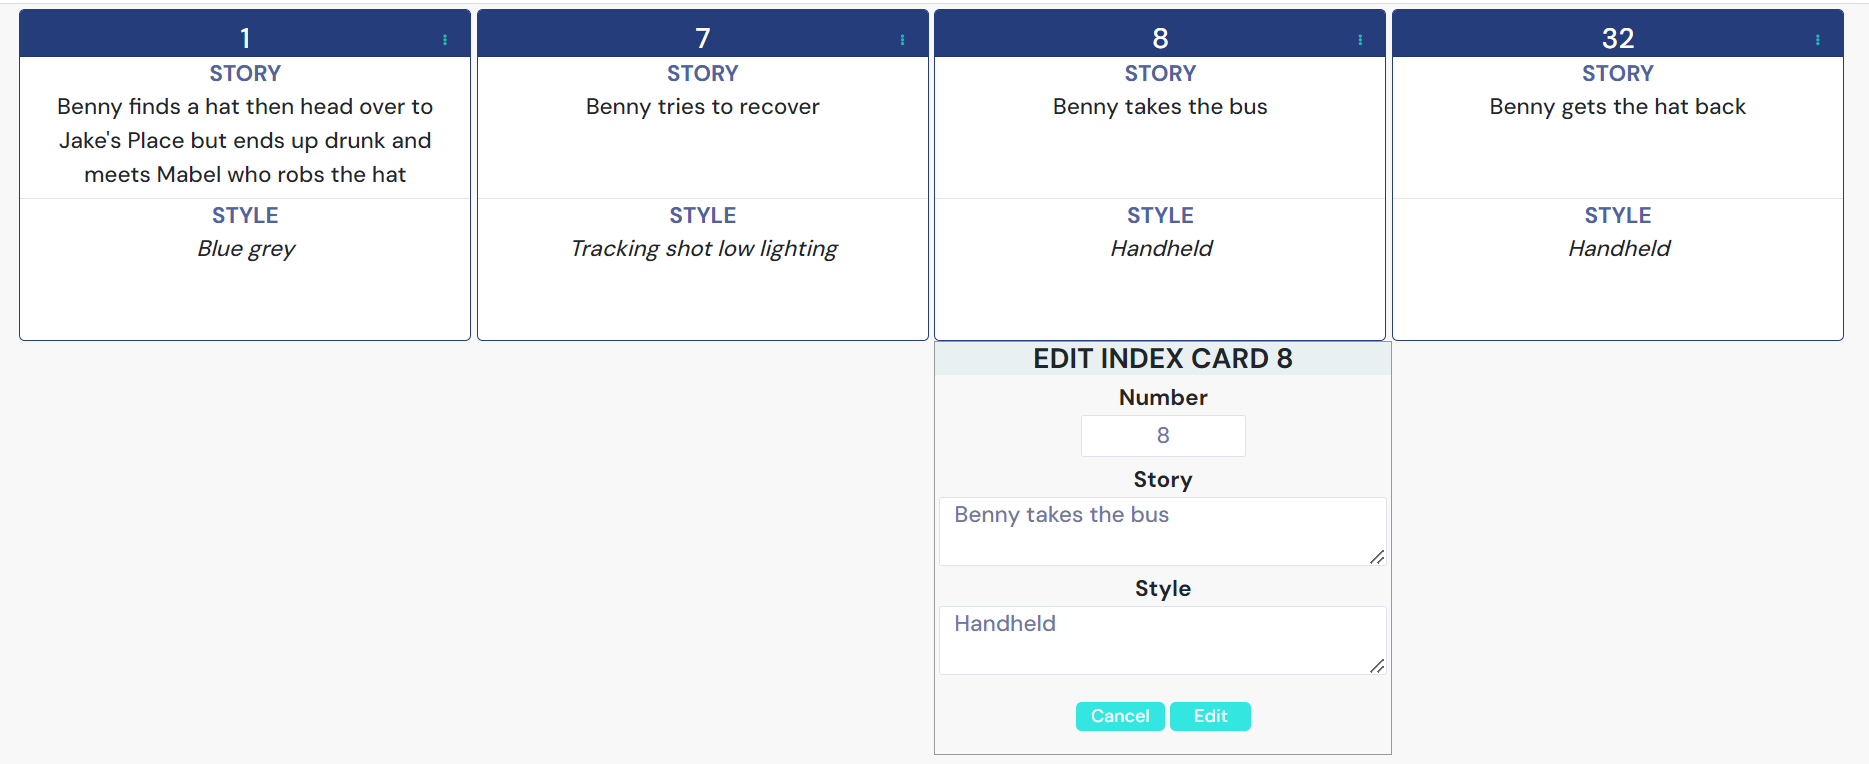 1
STORY
Benny finds a hat then head over to
Jake's Place but ends up drunk and
meets Mabel who robs the hat
STYLE
Blue grey
7
STORY
Benny tries to recover
STYLE
Tracking shot low lighting
8
STORY
Benny takes the bus
STYLE
Handheld
32
STORY
Benny gets the hat back
STYLE
Handheld
EDIT INDEX CARD 8
Number
8
Story
Benny takes the bus
Style
Handheld
Cancel Edit